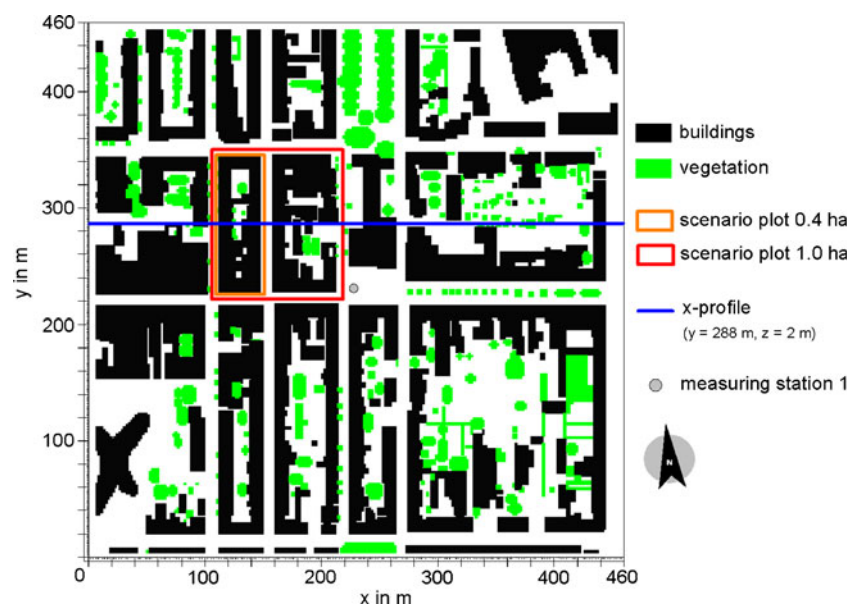 460
400
300
200
100
0
y in m
0 100 200 300 400 460
x in m
buildings
vegetation
scenario plot 0.4 ha
scenario plot 1.0 ha
x-profile
(y = 288 m, z = 2 m)
measuring station 1
N